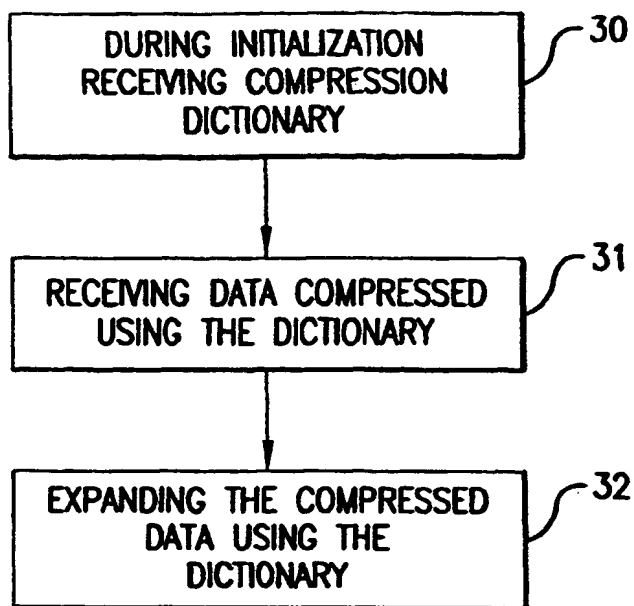 DURING INITIALIZATION
RECEIVING COMPRESSION
DICTIONARY
30
RECEIVING DATA COMPRESSED
USING THE DICTIONARY
31
EXPANDING THE COMPRESSED
DATA USING THE
DICTIONARY
32